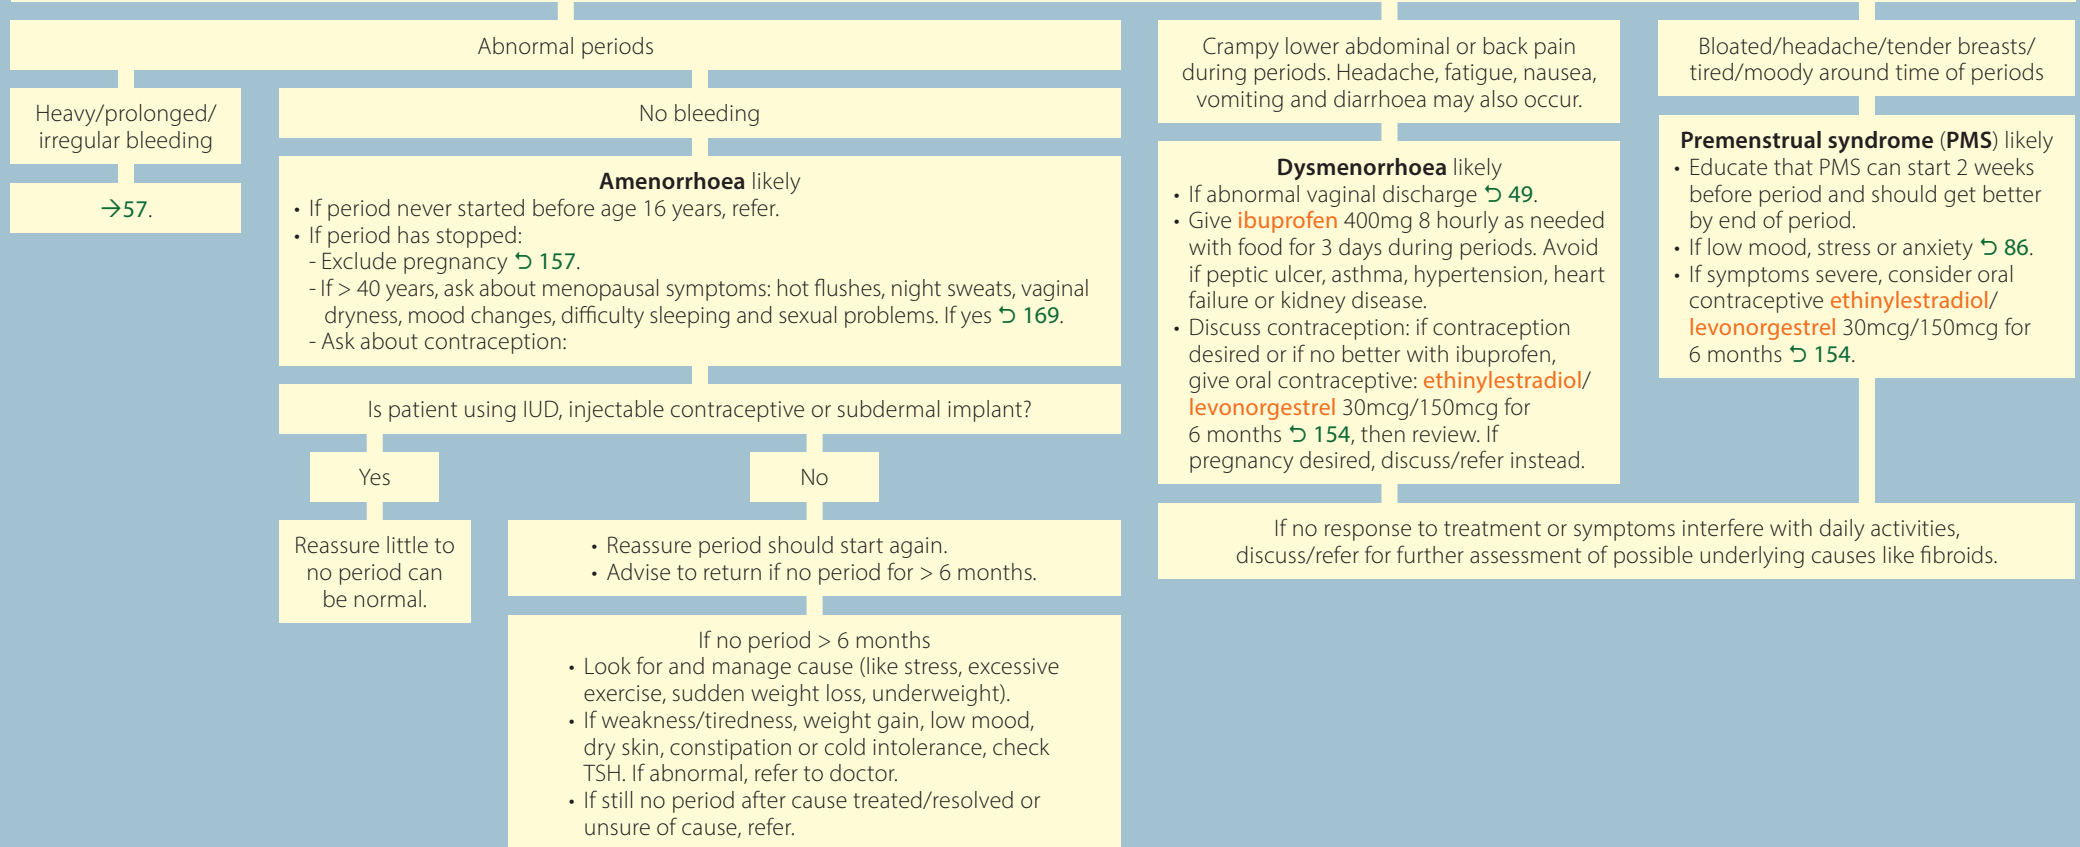 Abnormal periods
Heavy/prolonged/
irregular bleeding
→57.
No bleeding
Amenorrhoea likely
• If period never started before age 16 years, refer.
• If period has stopped:
- Exclude pregnancy ⮌ 157.
- If > 40 years, ask about menopausal symptoms: hot flushes, night sweats, vaginal
dryness, mood changes, difficulty sleeping and sexual problems. If yes ⮌ 169.
- Ask about contraception:
Is patient using IUD, injectable contraceptive or subdermal implant?
Yes
Reassure little to
no period can
be normal.
No
• Reassure period should start again.
• Advise to return if no period for > 6 months.
If no period > 6 months
• Look for and manage cause (like stress, excessive
exercise, sudden weight loss, underweight).
• If weakness/tiredness, weight gain, low mood,
dry skin, constipation or cold intolerance, check
TSH. If abnormal, refer to doctor.
• If still no period after cause treated/resolved or
unsure of cause, refer.
Crampy lower abdominal or back pain
during periods. Headache, fatigue, nausea,
vomiting and diarrhoea may also occur.
Dysmenorrhoea likely
• If abnormal vaginal discharge ⮌ 49.
• Give ibuprofen 400mg 8 hourly as needed
with food for 3 days during periods. Avoid
if peptic ulcer, asthma, hypertension, heart
failure or kidney disease.
• Discuss contraception: if contraception
desired or if no better with ibuprofen,
give oral contraceptive: ethinylestradiol/
levonorgestrel 30mcg/150mcg for
6 months ⮌ 154, then review. If
pregnancy desired, discuss/refer instead.
Bloated/headache/tender breasts/
tired/moody around time of periods
Premenstrual syndrome (PMS) likely
• Educate that PMS can start 2 weeks
before period and should get better
by end of period.
• If low mood, stress or anxiety ⮌ 86.
• If symptoms severe, consider oral
contraceptive ethinylestradiol/
levonorgestrel 30mcg/150mcg for
6 months ⮌ 154.
If no response to treatment or symptoms interfere with daily activities,
discuss/refer for further assessment of possible underlying causes like fibroids.